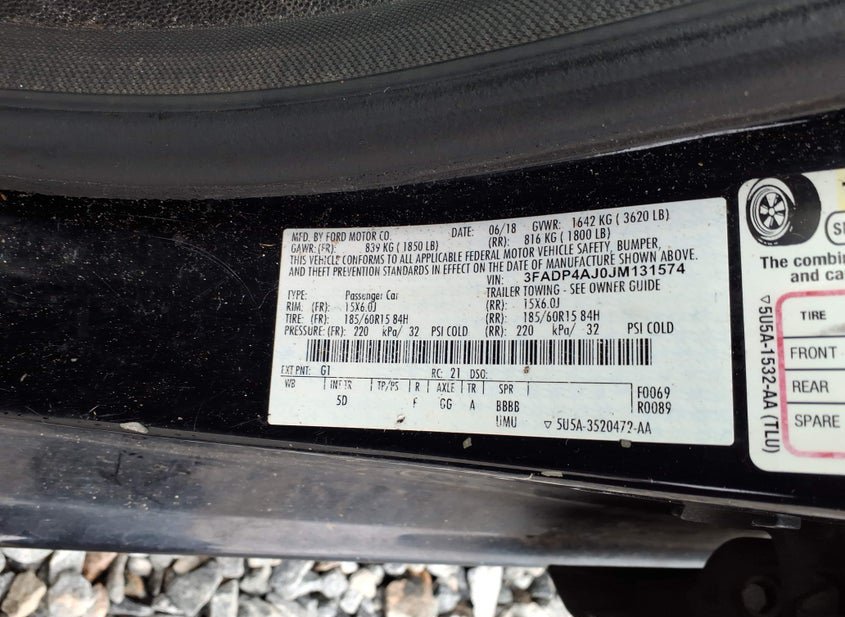 MFD. BY FORD MOTOR CO. DATE: 06/18 GVWR: 1642 KG ( 3620 LB)
GAWR: (FR): 839 KG ( 1850 LB) (RR): 816 KG ( 1800 LB)
THIS VEHICLE CONFORMS TO ALL APPLICABLE FEDERAL MOTOR VEHICLE SAFETY, BUMPER,
AND THEFT PREVENTION STANDARDS IN EFFECT ON THE DATE OF MANUFACTURE SHOWN ABOVE.
VIN: 3FADP4AJ0JM131574
TYPE: Passenger Car TRAILER TOWING - SEE OWNER GUIDE
RIM: (FR): 15X6.0J (RR): 15X6.0J
TIRE: (FR): 185/60R15 84H (RR): 185/60R15 84H
PRESSURE: (FR): 220 kPa/ 32 PSI COLD (RR): 220 kPa/ 32 PSI COLD
EXT PNT: G1 RC: 21 DSO:
WB INT TR TP/PS R AXLE TR SPR F0069
5D F GG A BBBB R0089
UMU ▽ 5U5A-3520472-AA
The combin
and ca
TIRE
FRONT
REAR
SPARE
▽5U5A-1532-AA (TLU)